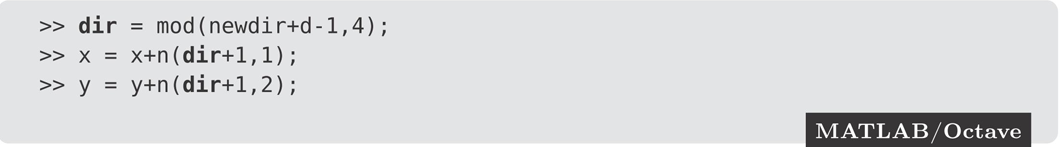 >> dir = mod(newdir+d-1,4);
>> x = x+n(dir+1,1);
>> y = y+n(dir+1,2);
MATLAB/Octave